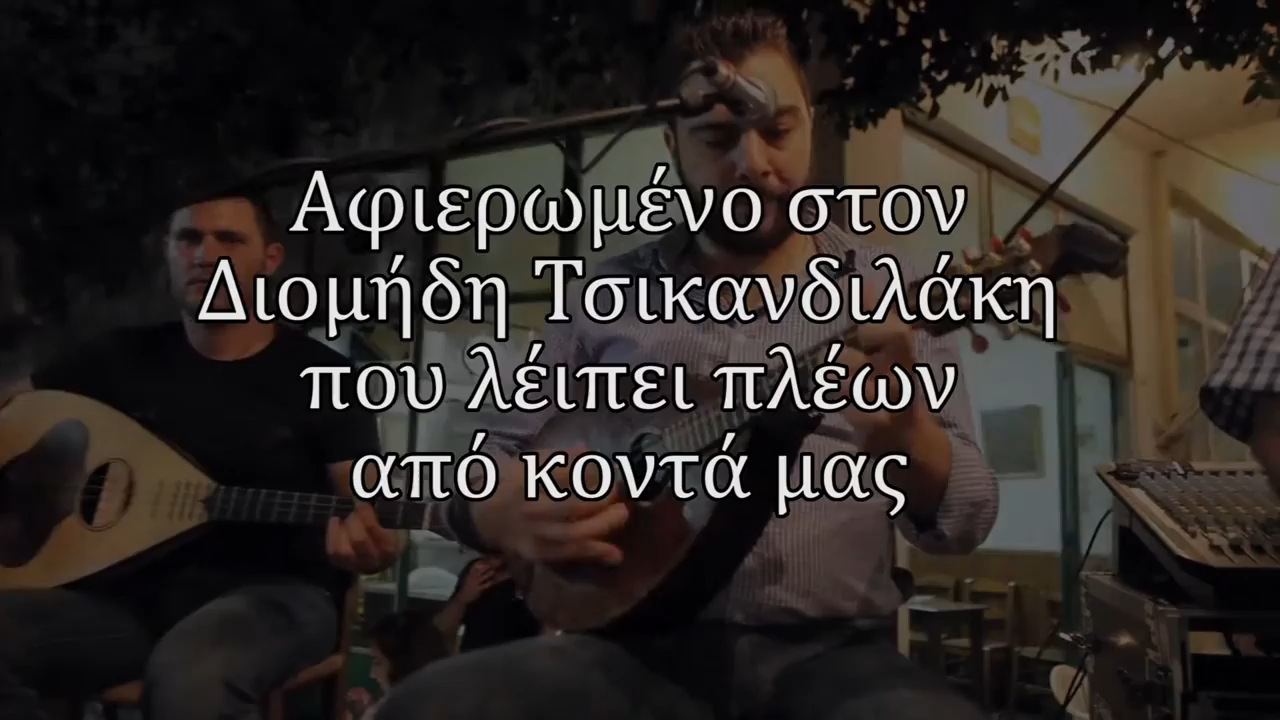 Αφιερωμένο στον
Διομήδη Τσικανδιλάκη
που λέιπει πλέων
από κοντά μας